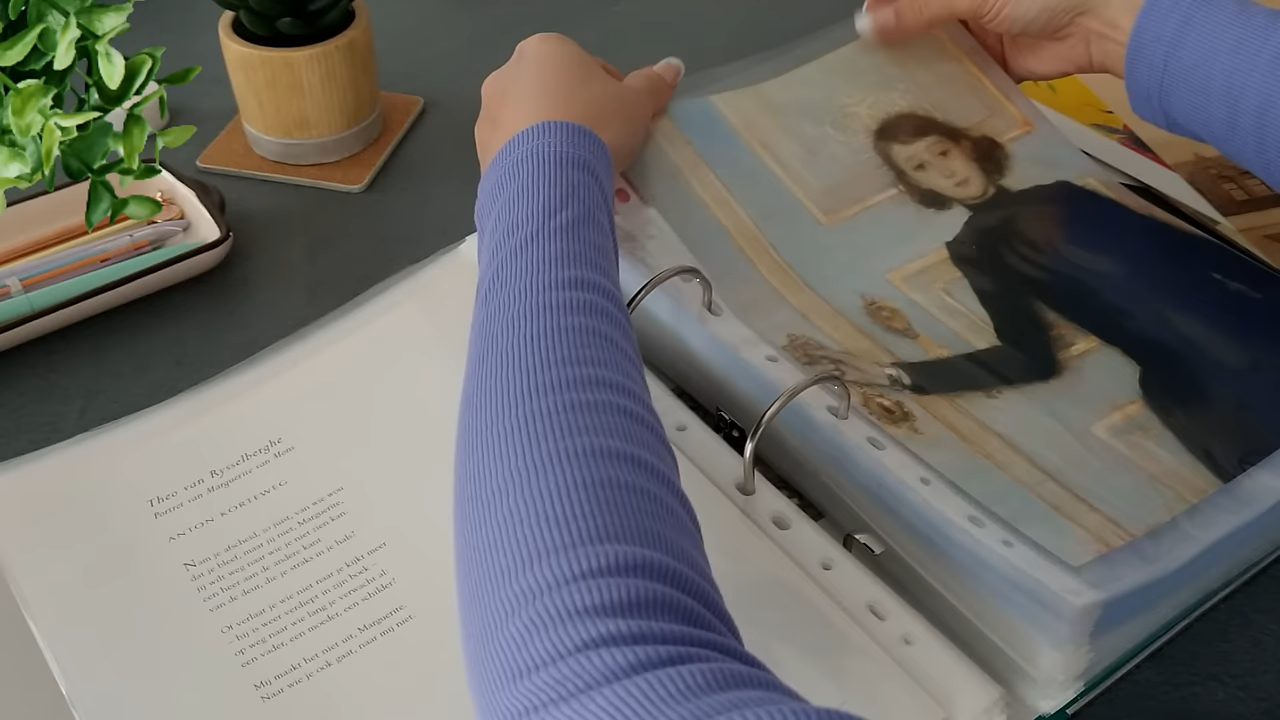 Theo van Rysselberghe
Portret van Marguerite van Mons
ANTON KORTEWEG
Nam je afscheid, zo juist, van wie wou
dat je bleef, maar jij niet, Marguerite,
jij wilt weg naar wie je niet zien kan:
een heer aan de andere kant
van de deur, die je straks in je hals?
Of verlaat je wie niet naar je kijkt meer
– hij is weer verdiept in zijn boek –
op weg naar wie lang je verwacht al:
een vader, een moeder, een schilder?
Mij maakt het niet uit, Marguerite.
Naar wie je ook gaat, naar mij niet.